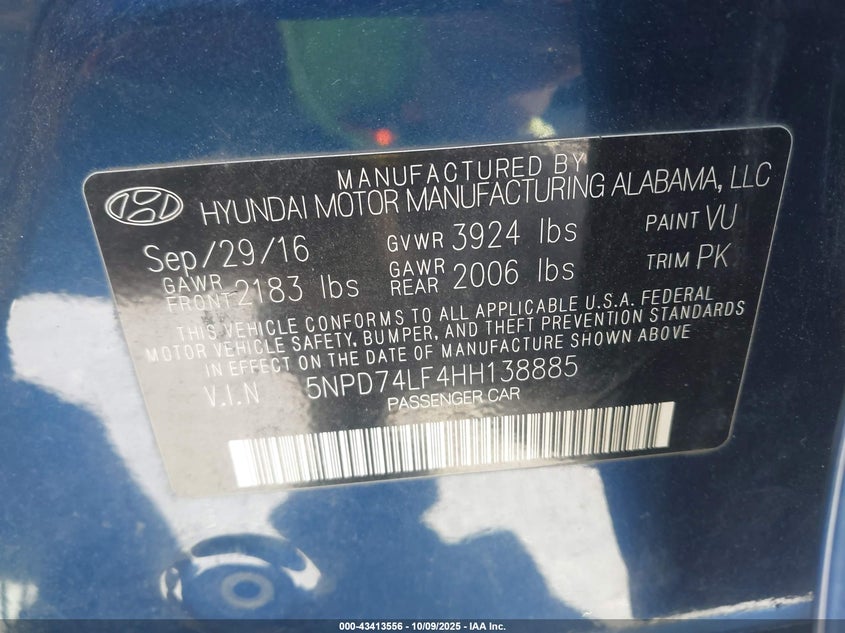 MANUFACTURED BY
HYUNDAI MOTOR MANUFACTURING ALABAMA, LLC
Sep/29/16 GVWR 3924 lbs PAINT VU
GAWR FRONT 2183 lbs GAWR REAR 2006 lbs TRIM PK
THIS VEHICLE CONFORMS TO ALL APPLICABLE U.S.A. FEDERAL
MOTOR VEHICLE SAFETY, BUMPER, AND THEFT PREVENTION STANDARDS
IN EFFECT ON THE DATE OF MANUFACTURE SHOWN ABOVE
V.I.N 5NPD74LF4HH138885
PASSENGER CAR
000-43413556 - 10/09/2025 - IAA Inc.